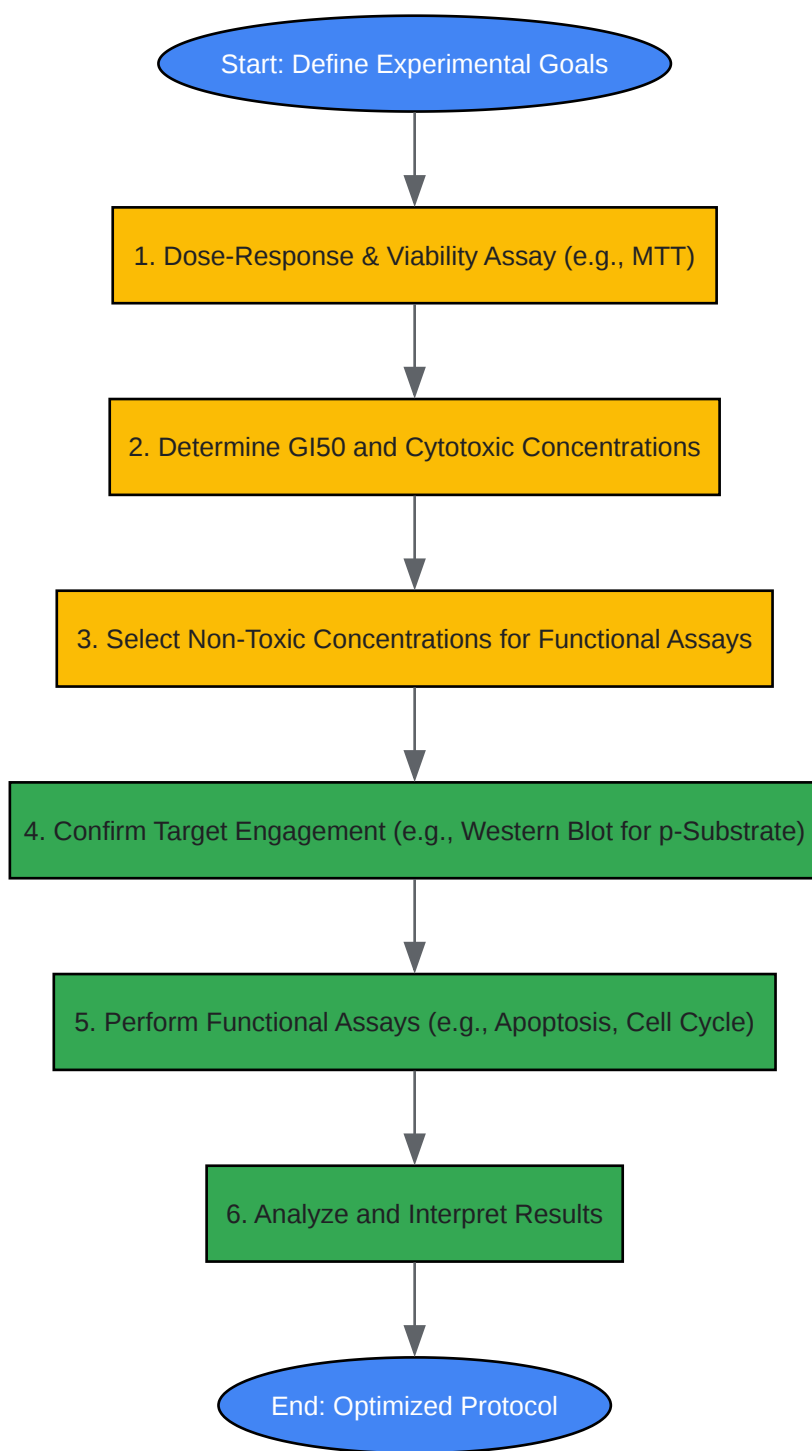 Start: Define Experimental Goals
1. Dose-Response & Viability Assay (e.g., MTT)
2. Determine GI50 and Cytotoxic Concentrations
3. Select Non-Toxic Concentrations for Functional Assays
4. Confirm Target Engagement (e.g., Western Blot for p-Substrate)
5. Perform Functional Assays (e.g., Apoptosis, Cell Cycle)
6. Analyze and Interpret Results
End: Optimized Protocol